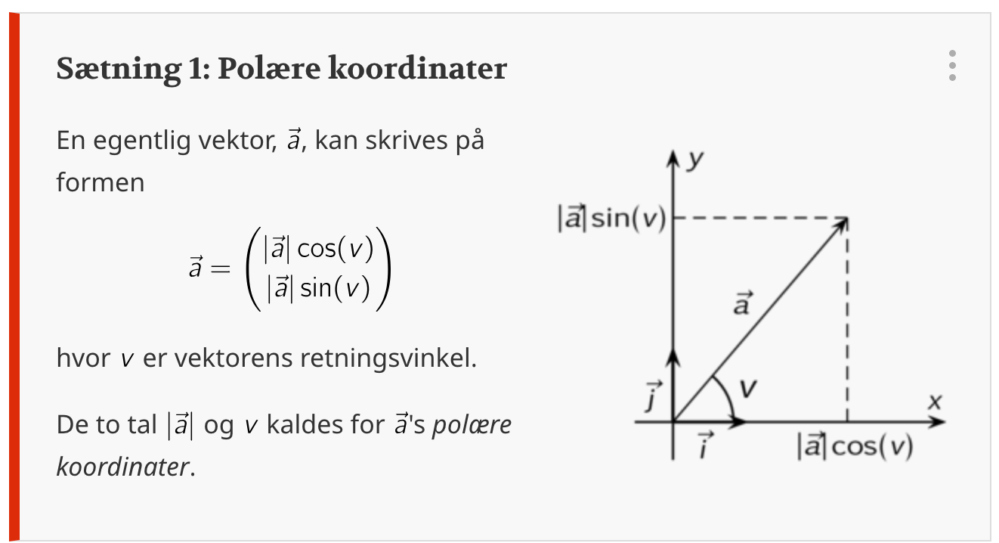 Sætning 1: Polære koordinater
En egentlig vektor, a⃗, kan skrives på
formen
a⃗ = (|a⃗| cos(v)
|a⃗| sin(v))
hvor v er vektorens retningsvinkel.
De to tal |a⃗| og v kaldes for a⃗'s polære
koordinater.
y
|a⃗|sin(v)
a⃗
v
j⃗
x
i⃗
|a⃗|cos(v)